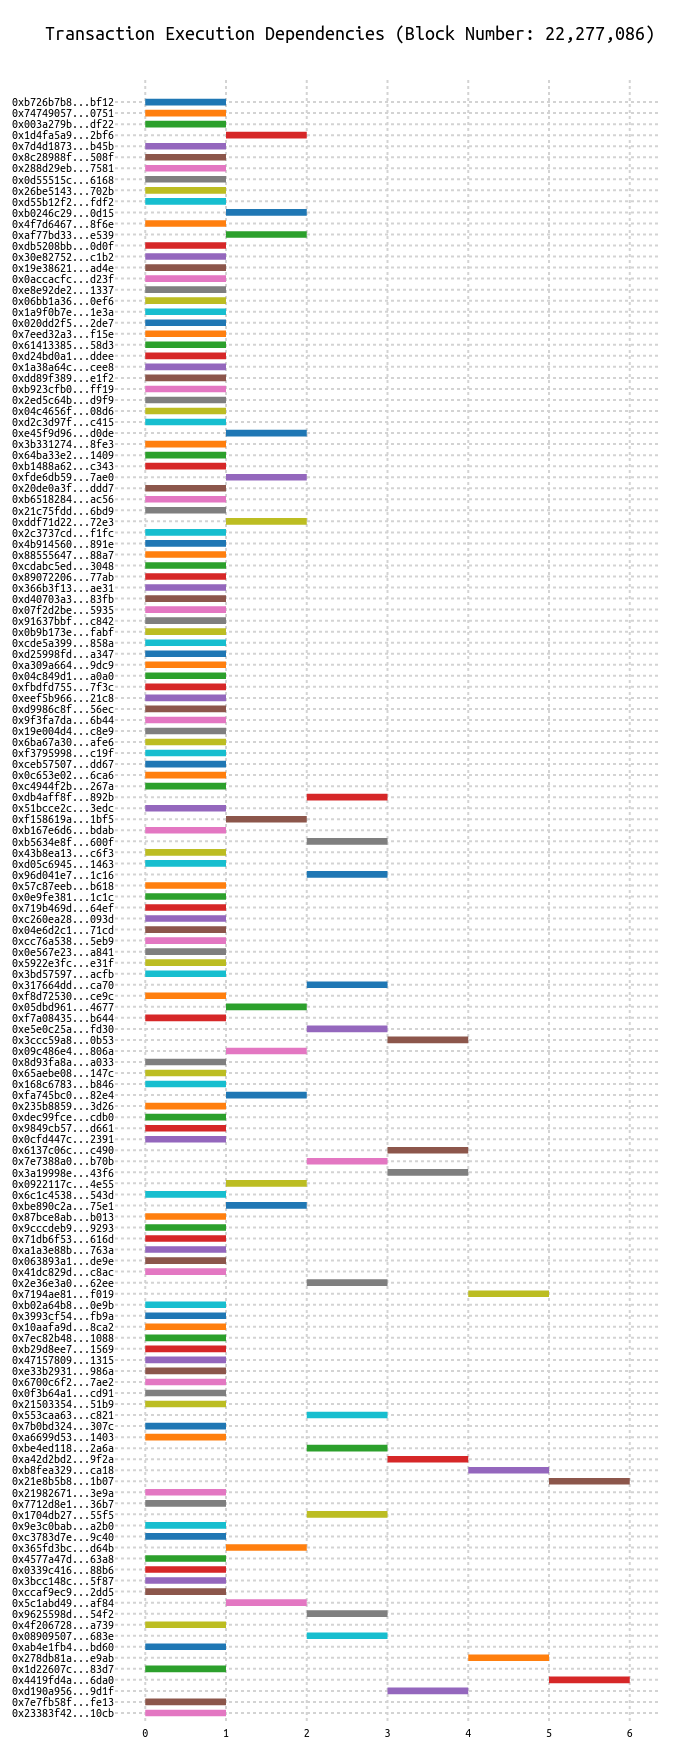 Transaction Execution Dependencies (Block Number: 22,277,086)
0xb726b7b8...bf12
0x74749057...0751
0x003a279b...df22
0x1d4fa5a9...2bf6
0x7d4d1873...b45b
0x8c28988f...508f
0x288d29eb...7581
0x0d55515c...6168
0x26be5143...702b
0xd55b12f2...fdf2
0xb0246c29...0d15
0x4f7d6467...8f6e
0xaf77bd33...e539
0xdb5208bb...0d0f
0x30e82752...c1b2
0x19e38621...ad4e
0x0accacfc...d23f
0xe8e92de2...1337
0x06bb1a36...0ef6
0x1a9f0b7e...1e3a
0x020dd2f5...2de7
0x7eed32a3...f15e
0x61413385...58d3
0xd24bd0a1...ddee
0x1a38a64c...cee8
0xdd89f389...e1f2
0xb923cfb0...ff19
0x2ed5c64b...d9f9
0x04c4656f...08d6
0xd2c3d97f...c415
0xe45f9d96...d0de
0x3b331274...8fe3
0x64ba33e2...1409
0xb1488a62...c343
0xfde6db59...7ae0
0x20de0a3f...ddd7
0xb6518284...ac56
0x21c75fdd...6bd9
0xddf71d22...72e3
0x2c3737cd...f1fc
0x4b914560...891e
0x88555647...88a7
0xcdabc5ed...3048
0x89072206...77ab
0x366b3f13...ae31
0xd40703a3...83fb
0x07f2d2be...5935
0x91637bbf...c842
0x0b9b173e...fabf
0xcde5a399...858a
0xd25998fd...a347
0xa309a664...9dc9
0x04c849d1...a0a0
0xfbdfd755...7f3c
0xeef5b966...21c8
0xd9986c8f...56ec
0x9f3fa7da...6b44
0x19e004d4...c8e9
0x6ba67a30...afe6
0xf3795998...c19f
0xceb57507...dd67
0x0c653e02...6ca6
0xc4944f2b...267a
0xdb4aff8f...892b
0x51bcce2c...3edc
0xf158619a...1bf5
0xb167e6d6...bdab
0xb5634e8f...600f
0x43b8ea13...c6f3
0xd05c6945...1463
0x96d041e7...1c16
0x57c87eeb...b618
0x0e9fe381...1c1c
0x719b469d...64ef
0xc260ea28...093d
0x04e6d2c1...71cd
0xcc76a538...5eb9
0x0e567e23...a841
0x5922e3fc...e31f
0x3bd57597...acfb
0x317664dd...ca70
0xf8d72530...ce9c
0x05dbd961...4677
0xf7a08435...b644
0xe5e0c25a...fd30
0x3ccc59a8...0b53
0x09c486e4...806a
0x8d93fa8a...a033
0x65aebe08...147c
0x168c6783...b846
0xfa745bc0...82e4
0x235b8859...3d26
0xdec99fce...cdb0
0x9849cb57...d661
0x0cfd447c...2391
0x6137c06c...c490
0x7e7388a0...b70b
0x3a19998e...43f6
0x0922117c...4e55
0x6c1c4538...543d
0xbe890c2a...75e1
0x87bce8ab...b013
0x9cccdeb9...9293
0x71db6f53...616d
0xa1a3e88b...763a
0x063893a1...de9e
0x41dc829d...c8ac
0x2e36e3a0...62ee
0x7194ae81...f019
0xb02a64b8...0e9b
0x3993cf54...fb9a
0x10aafa9d...8ca2
0x7ec82b48...1088
0xb29d8ee7...1569
0x47157809...1315
0xe33b2931...986a
0x6700c6f2...7ae2
0x0f3b64a1...cd91
0x21503354...51b9
0x553caa63...c821
0x7b0bd324...307c
0xa6699d53...1403
0xbe4ed118...2a6a
0xa42d2bd2...9f2a
0xb8fea329...ca18
0x21e8b5b8...1b07
0x21982671...3e9a
0x7712d8e1...36b7
0x1704db27...55f5
0x9e3c0bab...a2b0
0xc3783d7e...9c40
0x365fd3bc...d64b
0x4577a47d...63a8
0x0339c416...88b6
0x3bcc148c...5f87
0xccaf9ec9...2dd5
0x5c1abd49...af84
0x9625598d...54f2
0x4f206728...a739
0x08909507...683e
0xab4e1fb4...bd60
0x278db81a...e9ab
0x1d22607c...83d7
0x4419fd4a...6da0
0xd190a956...9d1f
0x7e7fb58f...fe13
0x23383f42...10cb
0 1 2 3 4 5 6